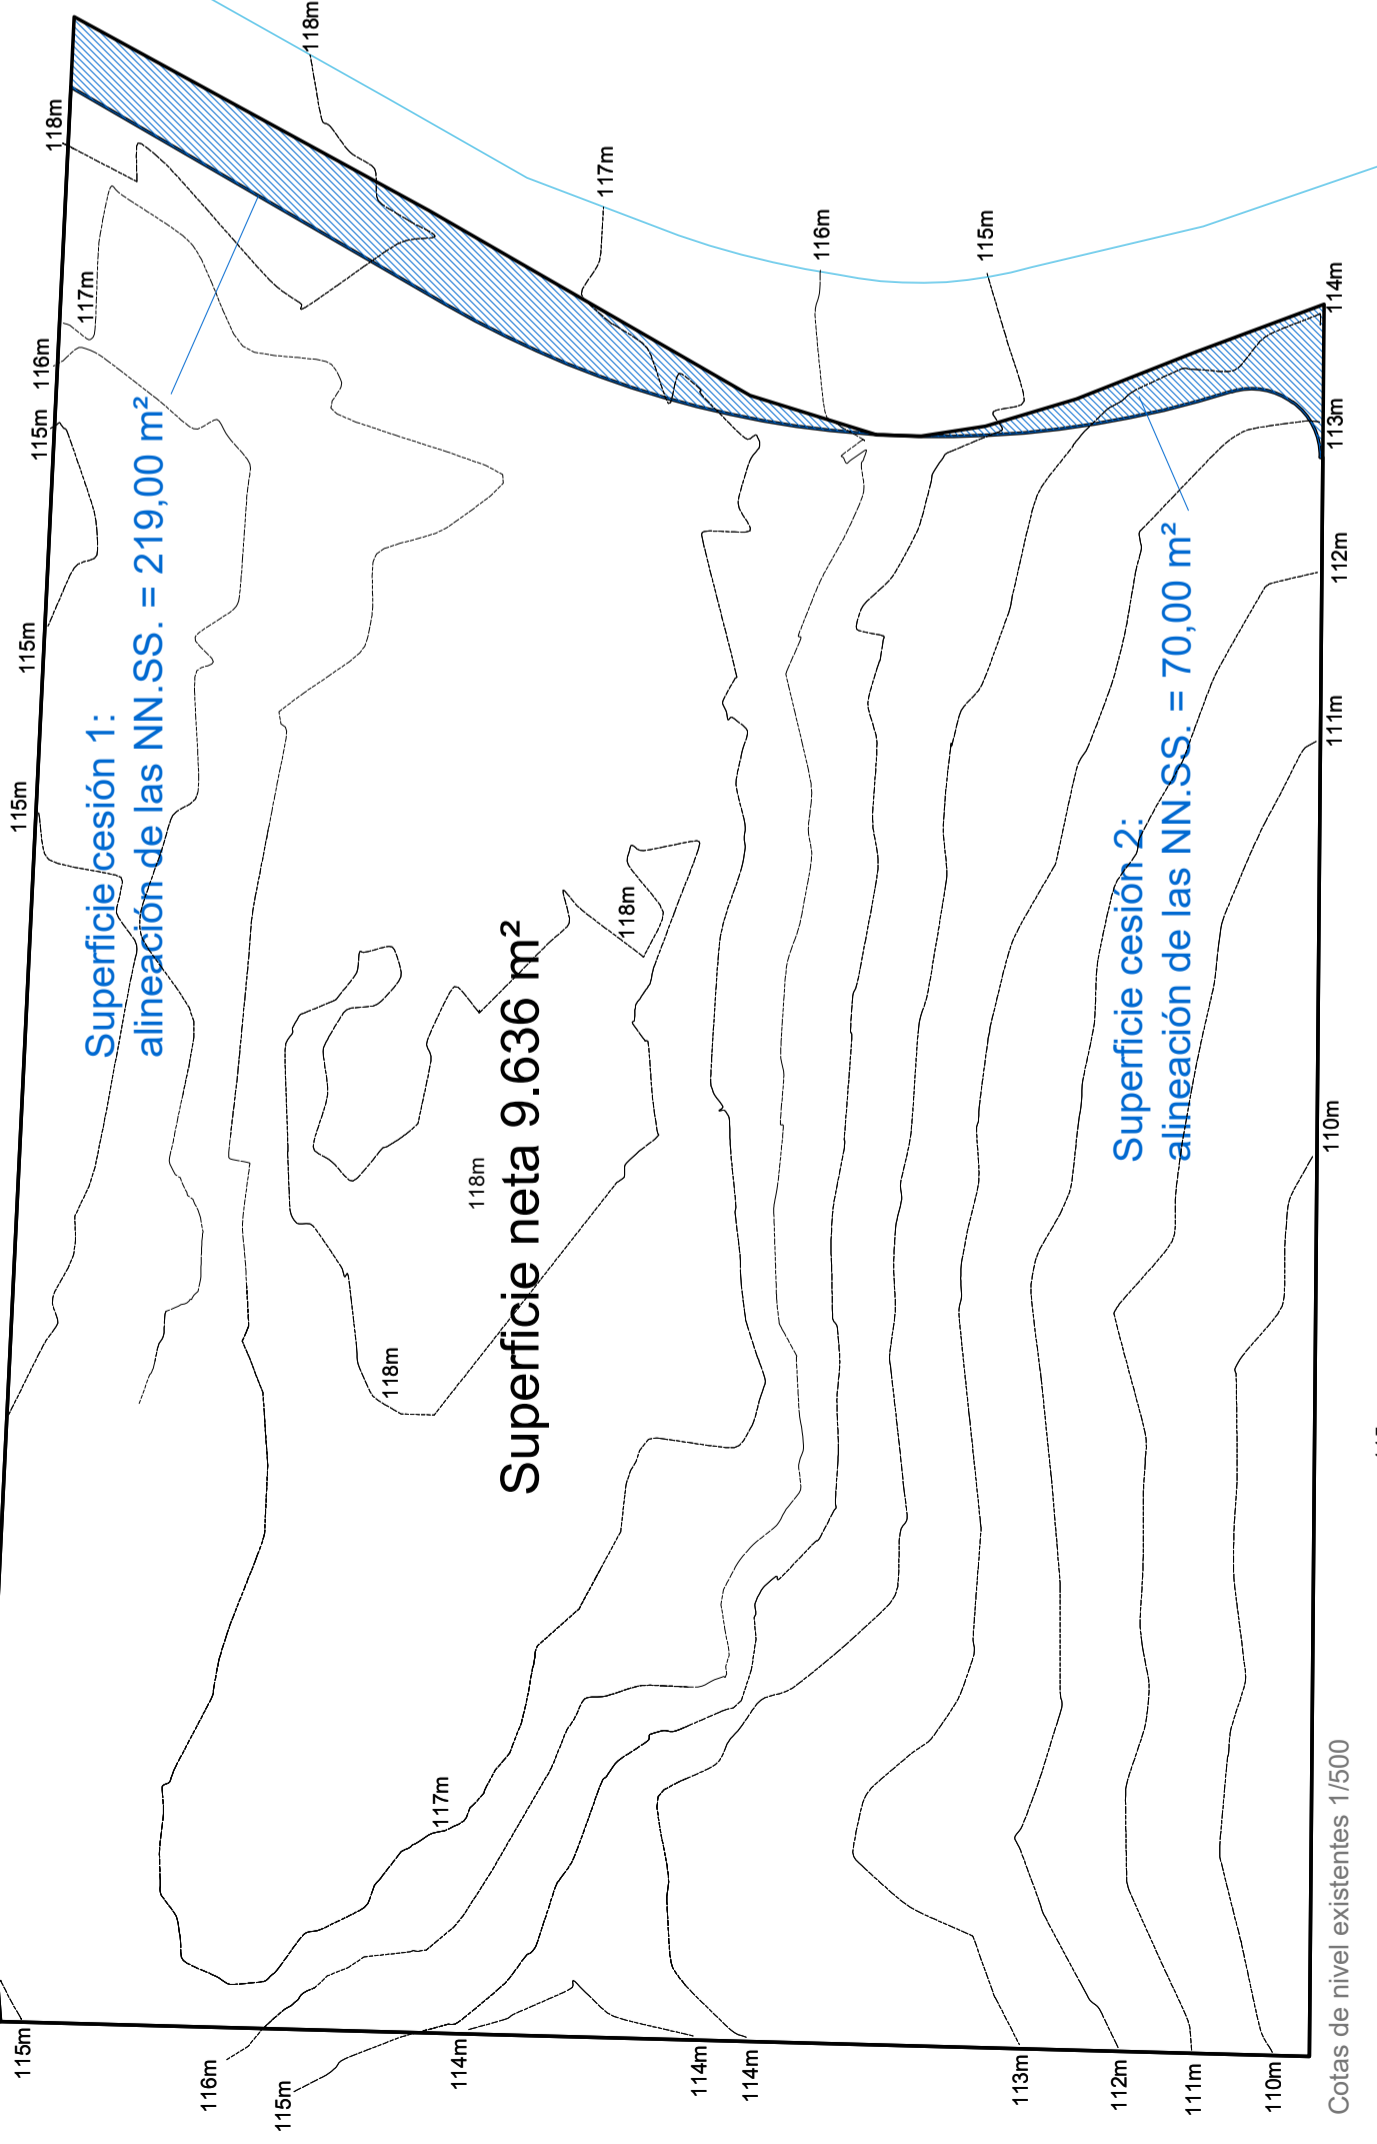 118m
118m
117m
117m
116m
116m
115m
115m
115m
115m
114m
113m
112m
111m
110m
Superficie cesión 1:
alineación de las NN.SS. = 219,00 m²
Superficie cesión 2:
alineación de las NN.SS. = 70,00 m²
118m
118m
118m
Superficie neta 9.636 m²
117m
115m
116m
115m
114m
114m
114m
113m
112m
111m
110m
Cotas de nivel existentes 1/500